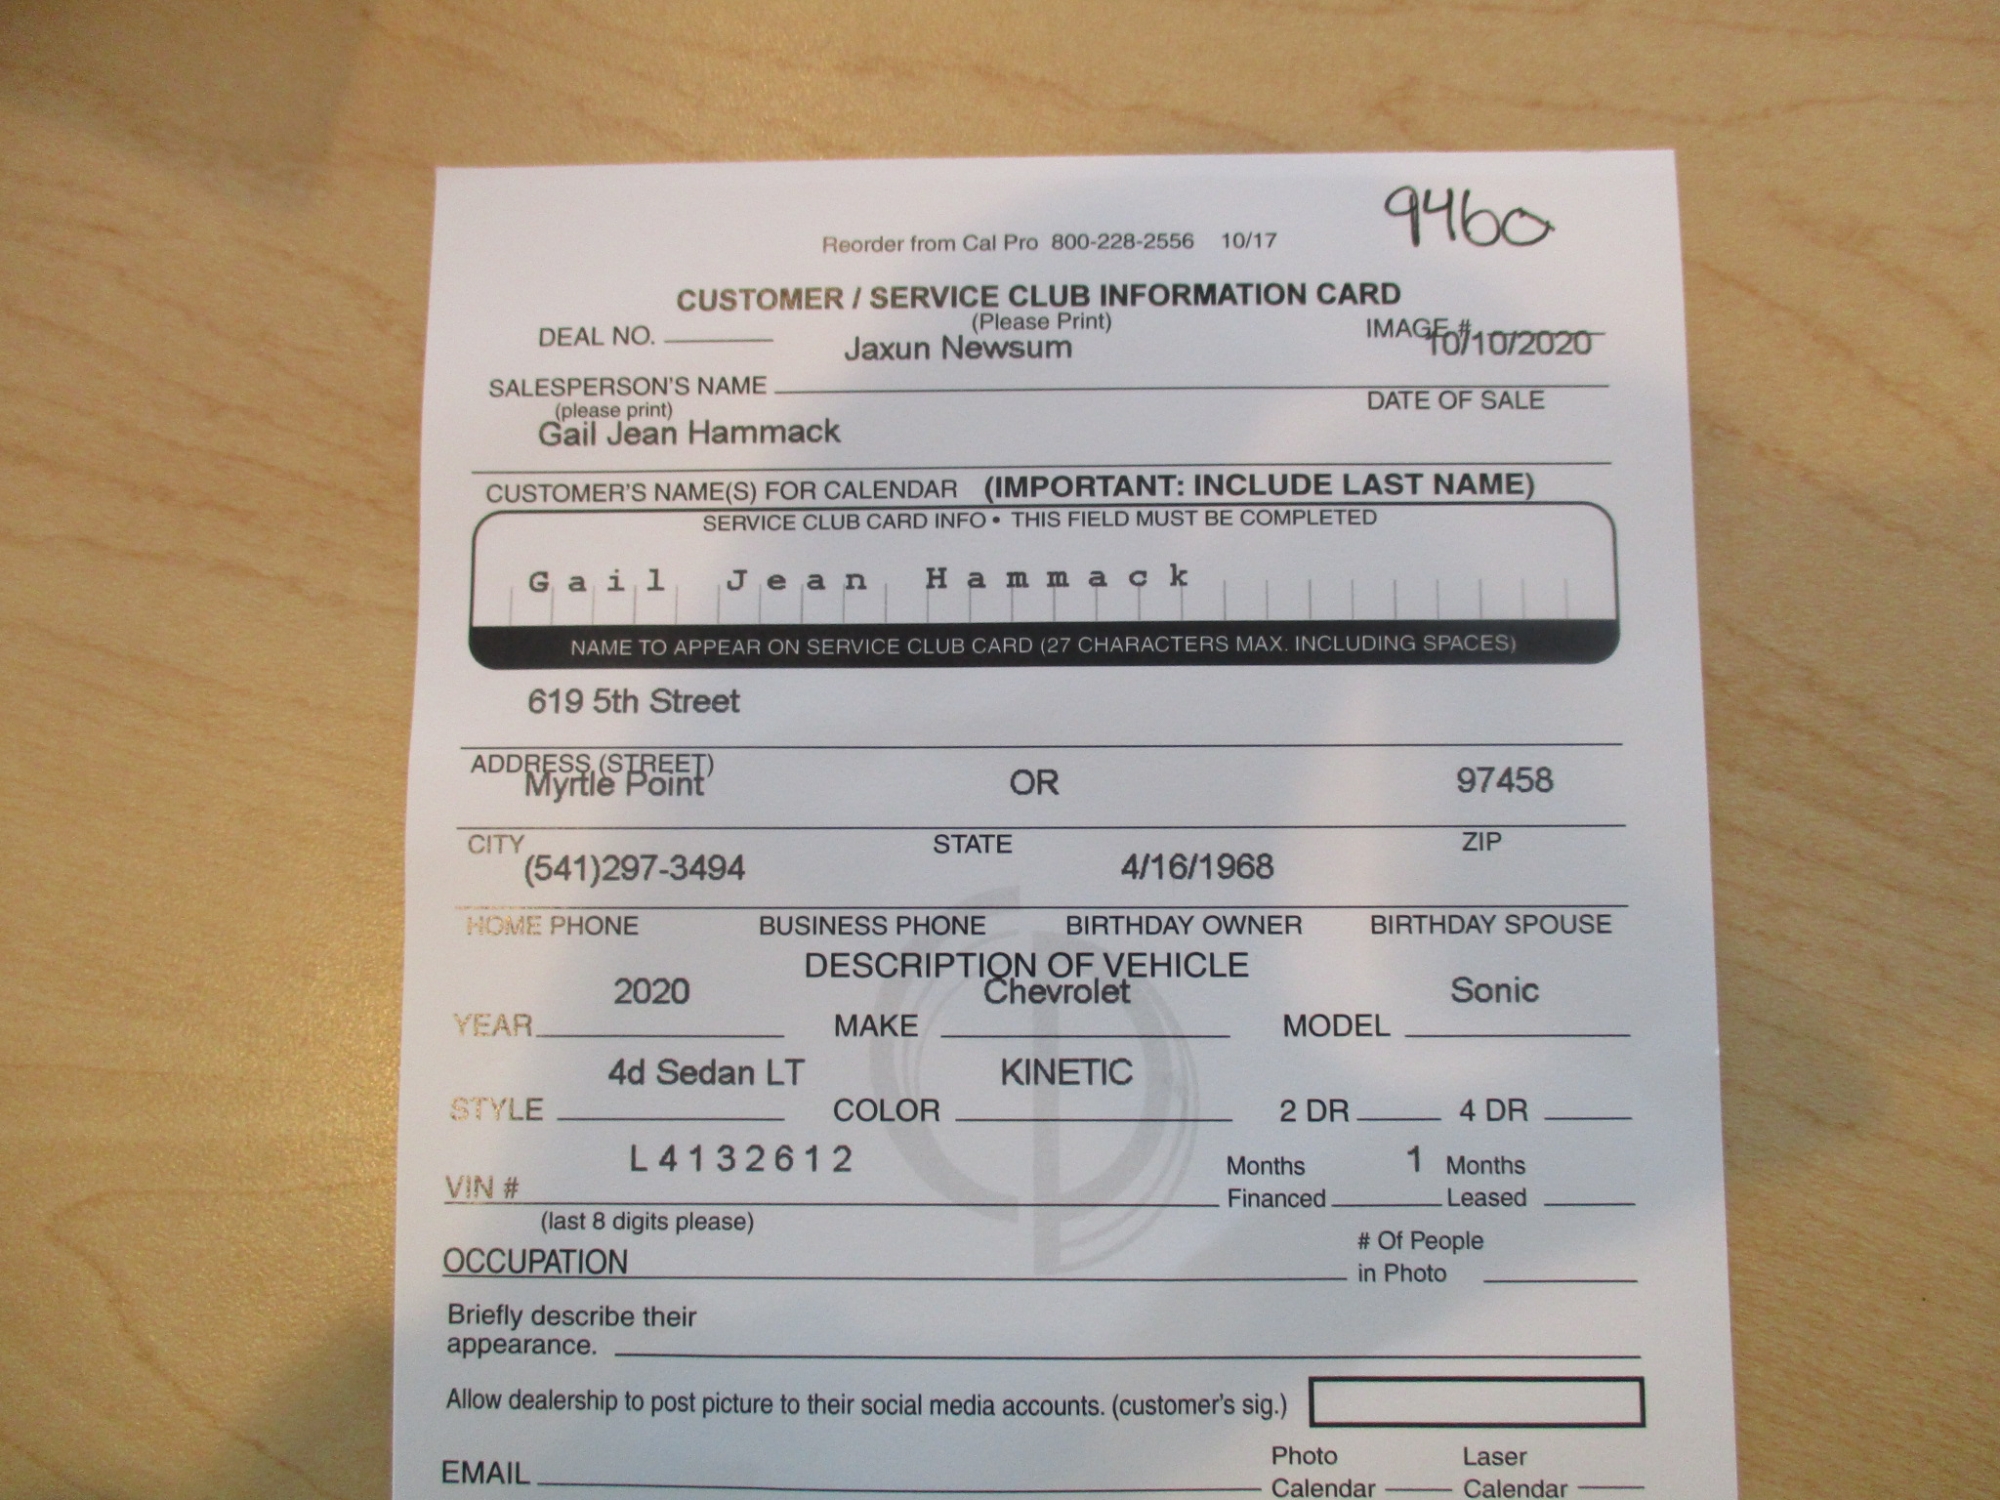 9460
Reorder from Cal Pro 800-228-2556 10/17
CUSTOMER / SERVICE CLUB INFORMATION CARD
(Please Print)
DEAL NO. Jaxun Newsum IMAGE # 10/10/2020
SALESPERSON'S NAME DATE OF SALE
(please print)
Gail Jean Hammack
CUSTOMER'S NAME(S) FOR CALENDAR (IMPORTANT: INCLUDE LAST NAME)
SERVICE CLUB CARD INFO • THIS FIELD MUST BE COMPLETED
Gail Jean Hammack
NAME TO APPEAR ON SERVICE CLUB CARD (27 CHARACTERS MAX. INCLUDING SPACES)
619 5th Street
ADDRESS (STREET)
Myrtle Point OR 97458
CITY STATE ZIP
(541)297-3494 4/16/1968
HOME PHONE BUSINESS PHONE BIRTHDAY OWNER BIRTHDAY SPOUSE
DESCRIPTION OF VEHICLE
2020 Chevrolet Sonic
YEAR MAKE MODEL
4d Sedan LT KINETIC
STYLE COLOR 2 DR 4 DR
L4132612 Months 1 Months
VIN # Financed Leased
(last 8 digits please)
# Of People
OCCUPATION in Photo
Briefly describe their
appearance.
Allow dealership to post picture to their social media accounts. (customer's sig.)
Photo Laser
EMAIL Calendar Calendar